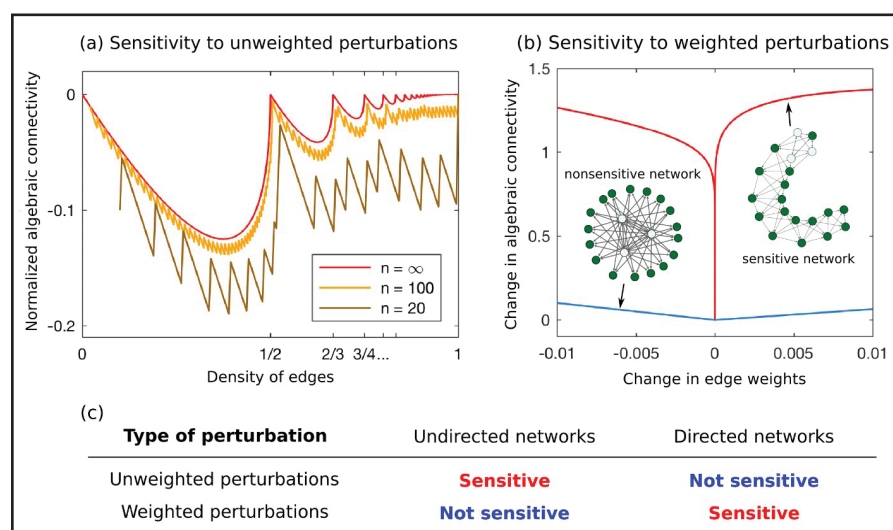 (a) Sensitivity to unweighted perturbations
(b) Sensitivity to weighted perturbations
Normalized algebraic connectivity
0
-0.1
-0.2
n = ∞
n = 100
n = 20
0
1/2
2/3
3/4...
1
Density of edges
Change in algebraic connectivity
1.5
1
0.5
0
nonsensitive network
sensitive network
-0.01
-0.005
0
0.005
0.01
Change in edge weights
(c)
Type of perturbation Undirected networks Directed networks
Unweighted perturbations Sensitive Not sensitive
Weighted perturbations Not sensitive Sensitive